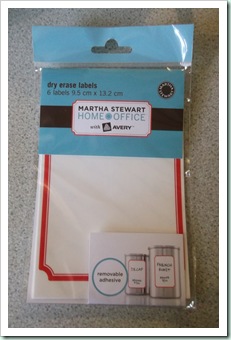 dry erase labels
6 labels 9.5 cm x 13.2 cm
MARTHA STEWART
HOME OFFICE
with AVERY
removable
adhesive